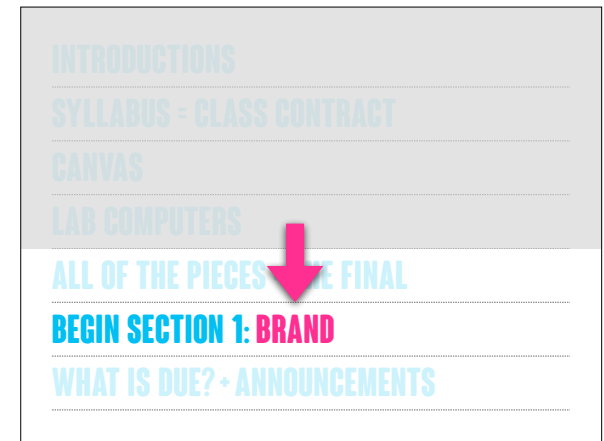 INTRODUCTIONS
SYLLABUS = CLASS CONTRACT
CANVAS
LAB COMPUTERS
ALL OF THE PIECES FINAL
BEGIN SECTION 1: BRAND
WHAT IS DUE? + ANNOUNCEMENTS